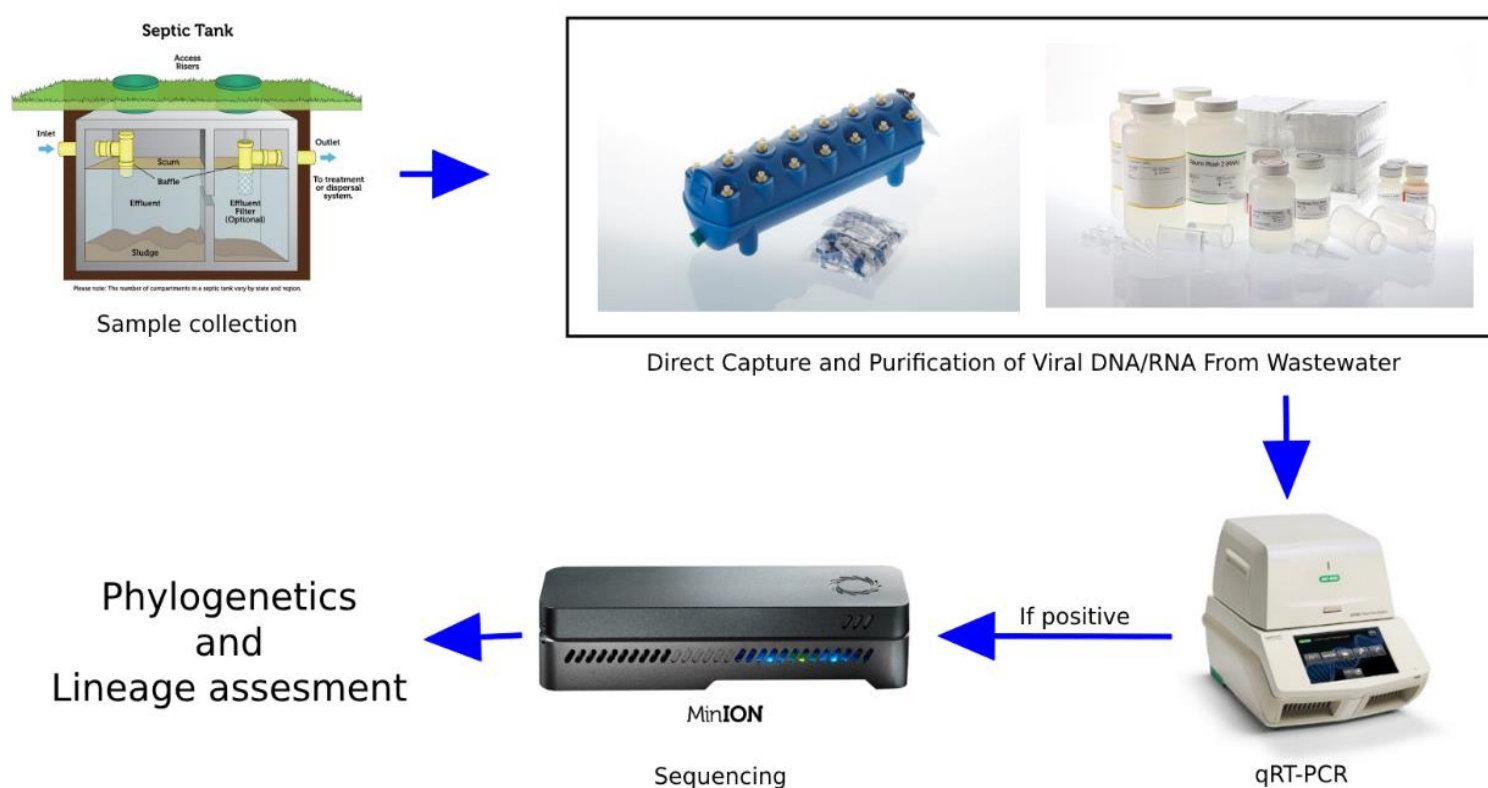 Septic Tank
Access
Risers
Inlet
Outlet
Scum
Baffle
To treatment
or dispersal
system.
Effluent
Effluent
Filter
(Optional)
Sludge
Please note: The number of compartments in a septic tank vary by state and region.
Sample collection
Direct Capture and Purification of Viral DNA/RNA From Wastewater
If positive
Phylogenetics
and
Lineage assesment
MinION
Sequencing
qRT-PCR